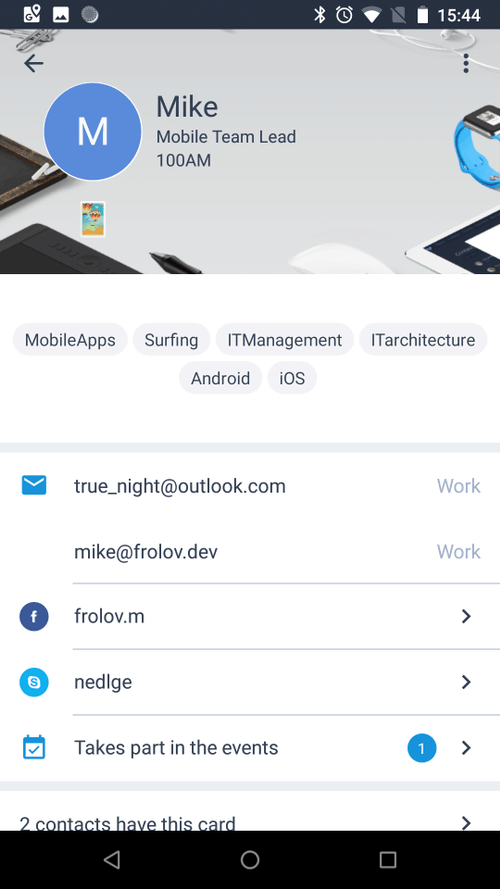 15:44
M
Mike
Mobile Team Lead
100AM
MobileApps Surfing ITManagement ITarchitecture
Android iOS
true_night@outlook.com Work
mike@frolov.dev Work
frolov.m
nedlge
Takes part in the events 1
2 contacts have this card